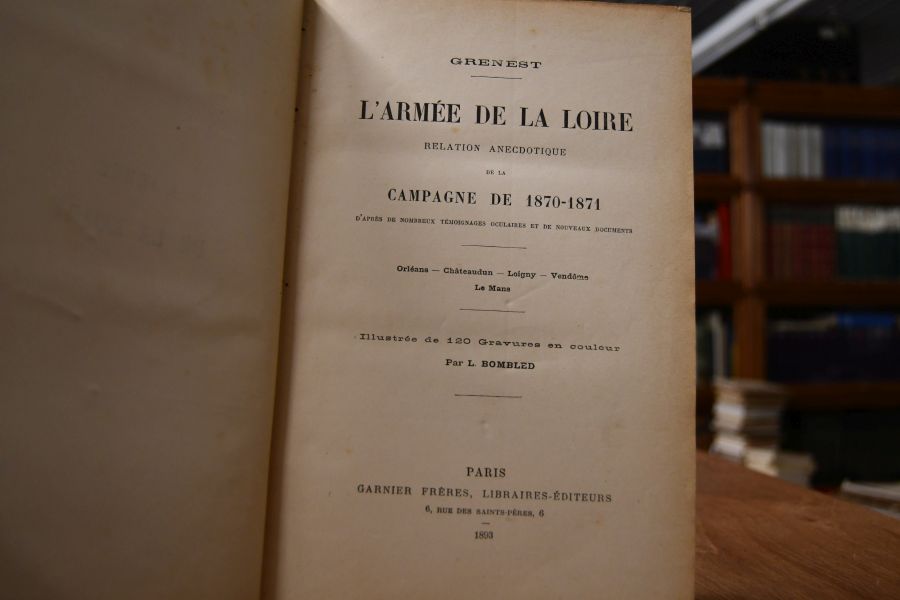 GRENEST
L'ARMÉE DE LA LOIRE
RELATION ANECDOTIQUE
DE LA
CAMPAGNE DE 1870-1871
D'APRÈS DE NOMBREUX TÉMOIGNAGES OCULAIRES ET DE NOUVEAUX DOCUMENTS
Orléans — Châteaudun — Loigny — Vendôme
Le Mans
Illustrée de 120 Gravures en couleur
Par L. BOMBLED
PARIS
GARNIER FRÈRES, LIBRAIRES-ÉDITEURS
6, RUE DES SAINTS-PÈRES, 6
1893